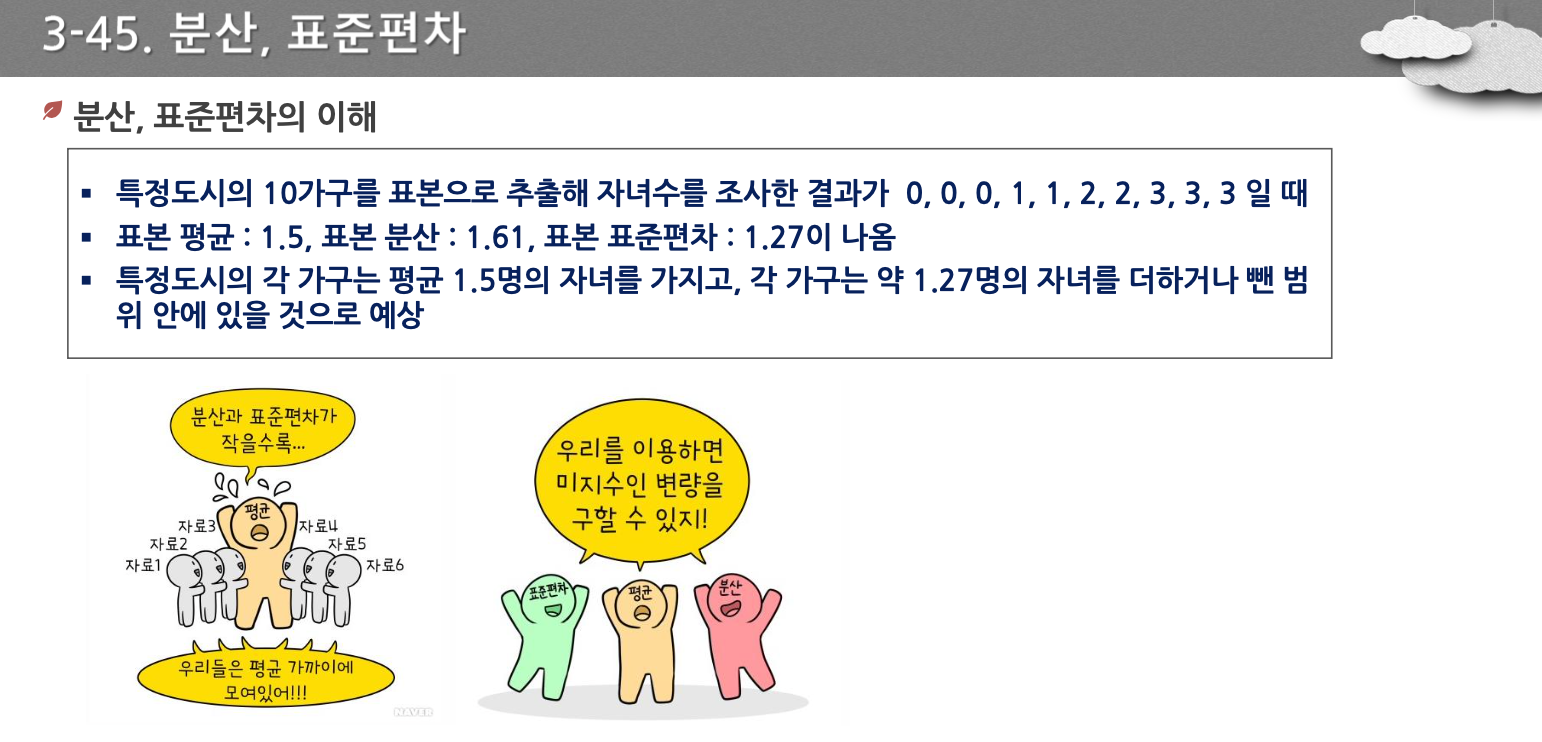 3-45. 분산, 표준편차
분산, 표준편차의 이해
▪ 특정도시의 10가구를 표본으로 추출해 자녀수를 조사한 결과가 0, 0, 0, 1, 1, 2, 2, 3, 3, 3 일 때
▪ 표본 평균 : 1.5, 표본 분산 : 1.61, 표본 표준편차 : 1.27이 나옴
▪ 특정도시의 각 가구는 평균 1.5명의 자녀를 가지고, 각 가구는 약 1.27명의 자녀를 더하거나 뺀 범
위 안에 있을 것으로 예상
분산과 표준편차가
작을수록...
평균
자료3
자료4
자료2
자료5
자료1
자료6
우리들은 평균 가까이에
모여있어!!!
NAVER
우리를 이용하면
미지수인 변량을
구할 수 있지!
표준편차
평균
분산